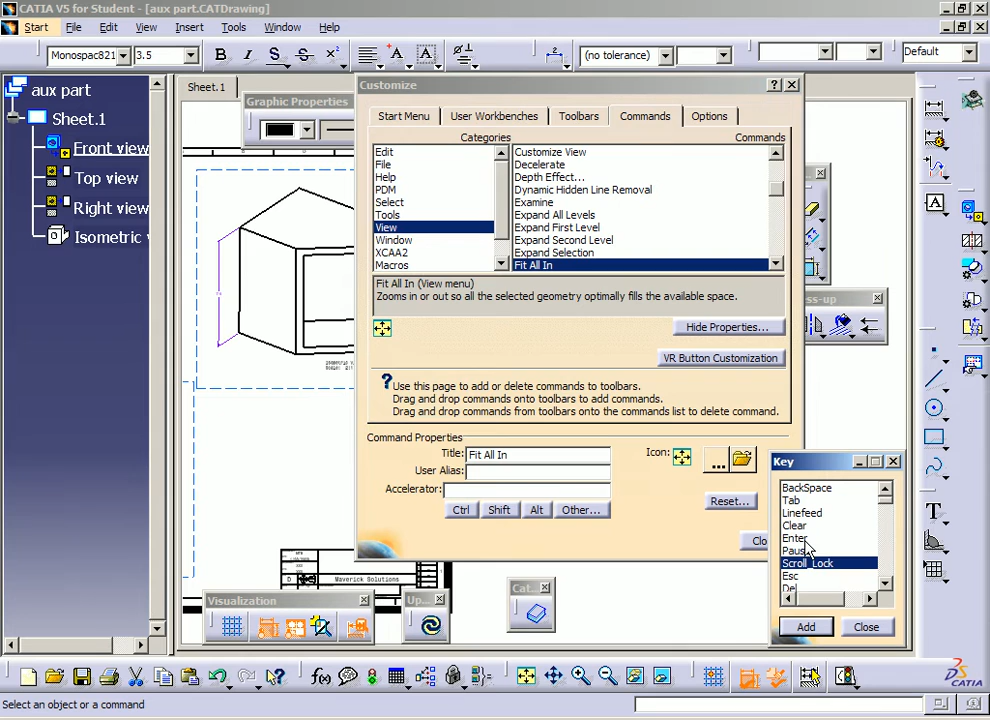 CATIA V5 for Student - [aux part.CATDrawing]
Start File Edit View Insert Tools Window Help
Monospac821 3.5 B I S S (no tolerance) Default
aux part
Sheet.1
Front view
Top view
Right view
Isometric v
Sheet.1
Graphic Properties
Customize
Start Menu User Workbenches Toolbars Commands Options
Categories Commands
Edit
File
Help
PDM
Select
Tools
View
Window
XCAA2
Macros
Customize View
Decelerate
Depth Effect...
Dynamic Hidden Line Removal
Examine
Expand All Levels
Expand First Level
Expand Second Level
Expand Selection
Fit All In
Fit All In (View menu)
Zooms in or out so all the selected geometry optimally fills the available space.
Hide Properties...
VR Button Customization
Use this page to add or delete commands to toolbars.
Drag and drop commands onto toolbars to add commands.
Drag and drop commands from toolbars onto the commands list to delete command.
Command Properties
Title: Fit All In
Icon:
...
User Alias:
Accelerator:
Ctrl Shift Alt Other...
Reset...
Clo
ss-up
Key
BackSpace
Tab
Linefeed
Clear
Enter
Paus
Scroll_Lock
Esc
Del
Add Close
D Maverick Solutions
Visualization
Up...
Cat...
f(x)
CATIA
Select an object or a command